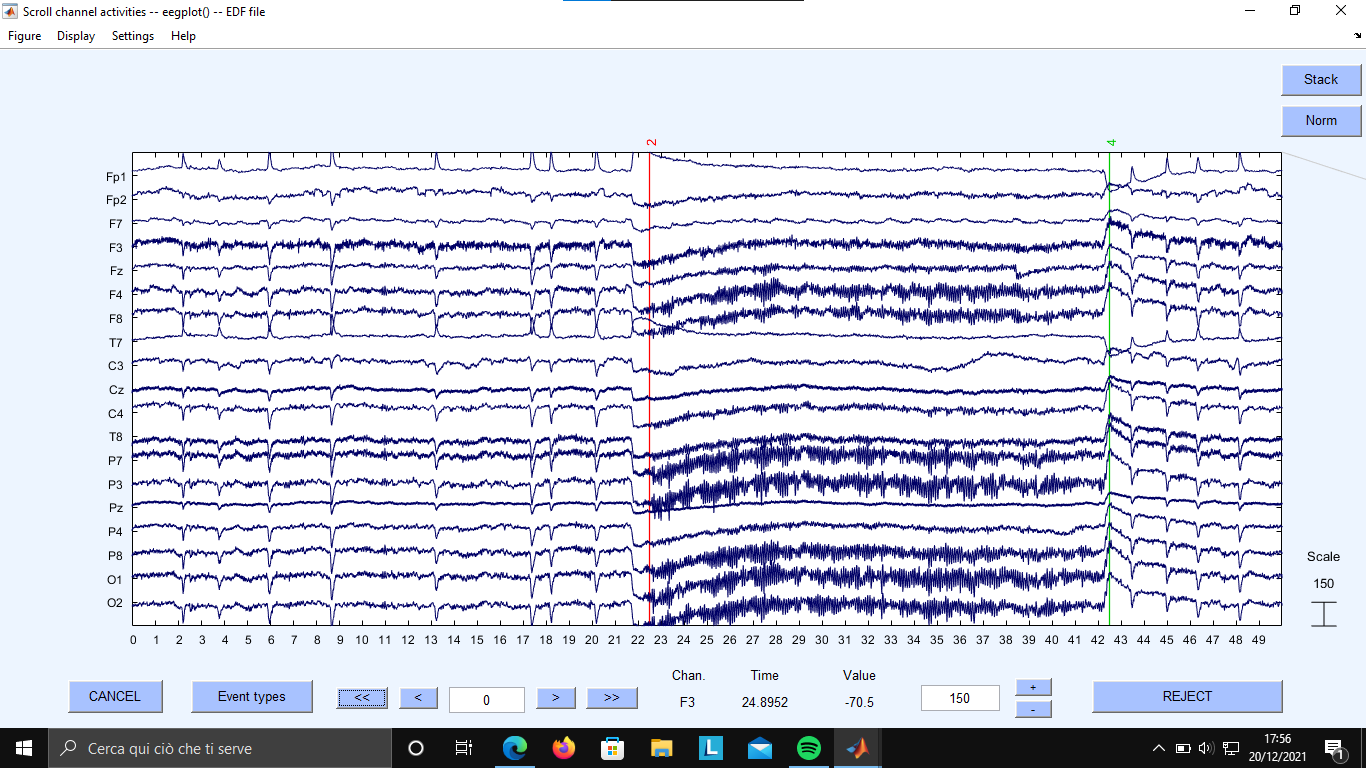 Scroll channel activities -- eegplot() -- EDF file
Figure Display Settings Help
Stack
Norm
2 4
Fp1
Fp2
F7
F3
Fz
F4
F8
T7
C3
Cz
C4
T8
P7
P3
Pz
P4
P8
O1
O2
0 1 2 3 4 5 6 7 8 9 10 11 12 13 14 15 16 17 18 19 20 21 22 23 24 25 26 27 28 29 30 31 32 33 34 35 36 37 38 39 40 41 42 43 44 45 46 47 48 49
Scale
150
Chan. Time Value
F3 24.8952 -70.5
CANCEL Event types << < 0 > >> 150 + - REJECT
Cerca qui ciò che ti serve
L
17:56
20/12/2021
1